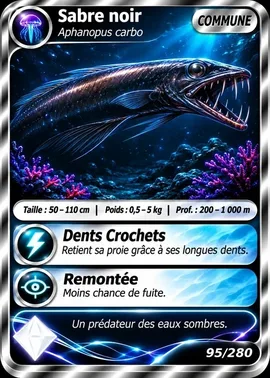 Sabre noir
COMMUNE
Aphanopus carbo
Taille : 50 – 110 cm | Poids : 0,5 – 5 kg | Prof. : 200 – 1 000 m
Dents Crochets
Retient sa proie grâce à ses longues dents.
Remontée
Moins chance de fuite.
Un prédateur des eaux sombres.
95/280